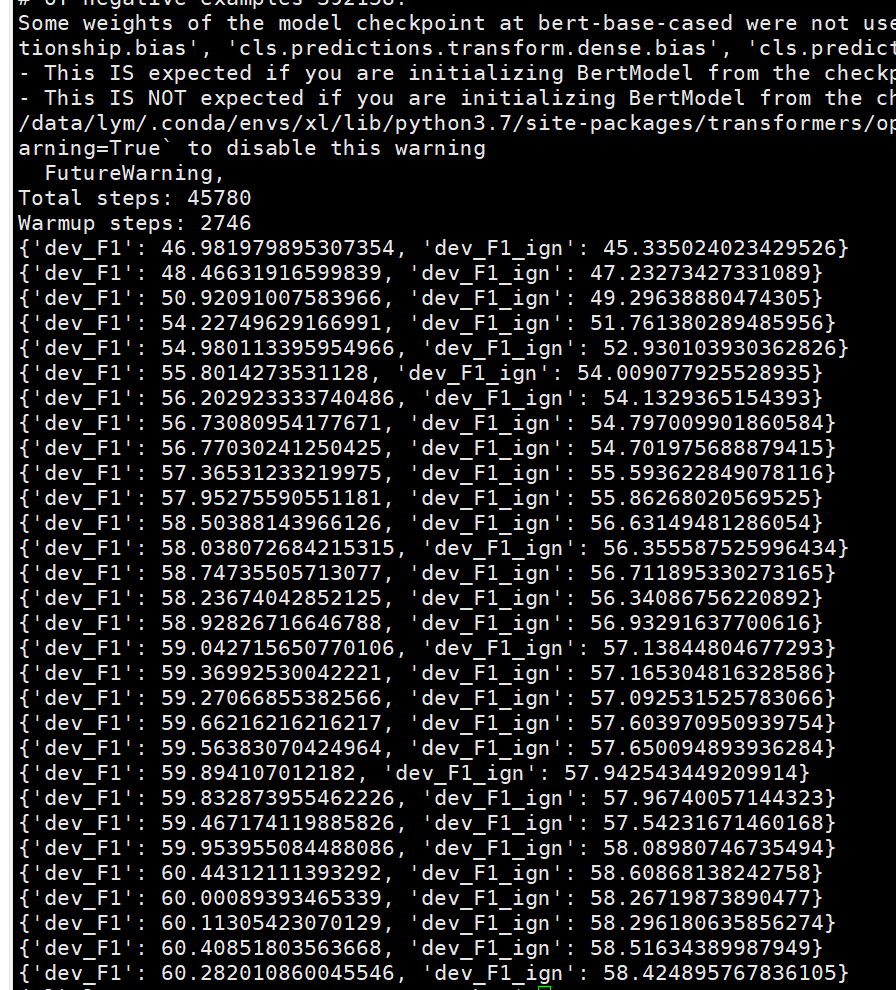 # of negative examples 392158.
Some weights of the model checkpoint at bert-base-cased were not use
tionship.bias', 'cls.predictions.transform.dense.bias', 'cls.predict
- This IS expected if you are initializing BertModel from the checkp
- This IS NOT expected if you are initializing BertModel from the ch
/data/lym/.conda/envs/xl/lib/python3.7/site-packages/transformers/op
arning=True` to disable this warning
  FutureWarning,
Total steps: 45780
Warmup steps: 2746
{'dev_F1': 46.981979895307354, 'dev_F1_ign': 45.335024023429526}
{'dev_F1': 48.46631916599839, 'dev_F1_ign': 47.23273427331089}
{'dev_F1': 50.92091007583966, 'dev_F1_ign': 49.29638880474305}
{'dev_F1': 54.22749629166991, 'dev_F1_ign': 51.761380289485956}
{'dev_F1': 54.980113395954966, 'dev_F1_ign': 52.930103930362826}
{'dev_F1': 55.8014273531128, 'dev_F1_ign': 54.009077925528935}
{'dev_F1': 56.202923333740486, 'dev_F1_ign': 54.1329365154393}
{'dev_F1': 56.73080954177671, 'dev_F1_ign': 54.797009901860584}
{'dev_F1': 56.77030241250425, 'dev_F1_ign': 54.701975688879415}
{'dev_F1': 57.36531233219975, 'dev_F1_ign': 55.593622849078116}
{'dev_F1': 57.95275590551181, 'dev_F1_ign': 55.86268020569525}
{'dev_F1': 58.50388143966126, 'dev_F1_ign': 56.63149481286054}
{'dev_F1': 58.038072684215315, 'dev_F1_ign': 56.355587525996434}
{'dev_F1': 58.74735505713077, 'dev_F1_ign': 56.711895330273165}
{'dev_F1': 58.23674042852125, 'dev_F1_ign': 56.34086756220892}
{'dev_F1': 58.92826716646788, 'dev_F1_ign': 56.93291637700616}
{'dev_F1': 59.042715650770106, 'dev_F1_ign': 57.13844804677293}
{'dev_F1': 59.36992530042221, 'dev_F1_ign': 57.165304816328586}
{'dev_F1': 59.27066855382566, 'dev_F1_ign': 57.092531525783066}
{'dev_F1': 59.66216216216217, 'dev_F1_ign': 57.603970950939754}
{'dev_F1': 59.56383070424964, 'dev_F1_ign': 57.650094893936284}
{'dev_F1': 59.894107012182, 'dev_F1_ign': 57.942543449209914}
{'dev_F1': 59.832873955462226, 'dev_F1_ign': 57.96740057144323}
{'dev_F1': 59.467174119885826, 'dev_F1_ign': 57.54231671460168}
{'dev_F1': 59.953955084488086, 'dev_F1_ign': 58.08980746735494}
{'dev_F1': 60.44312111393292, 'dev_F1_ign': 58.60868138242758}
{'dev_F1': 60.00089393465339, 'dev_F1_ign': 58.26719873890477}
{'dev_F1': 60.11305423070129, 'dev_F1_ign': 58.296180635856274}
{'dev_F1': 60.40851803563668, 'dev_F1_ign': 58.51634389987949}
{'dev_F1': 60.282010860045546, 'dev_F1_ign': 58.424895767836105}